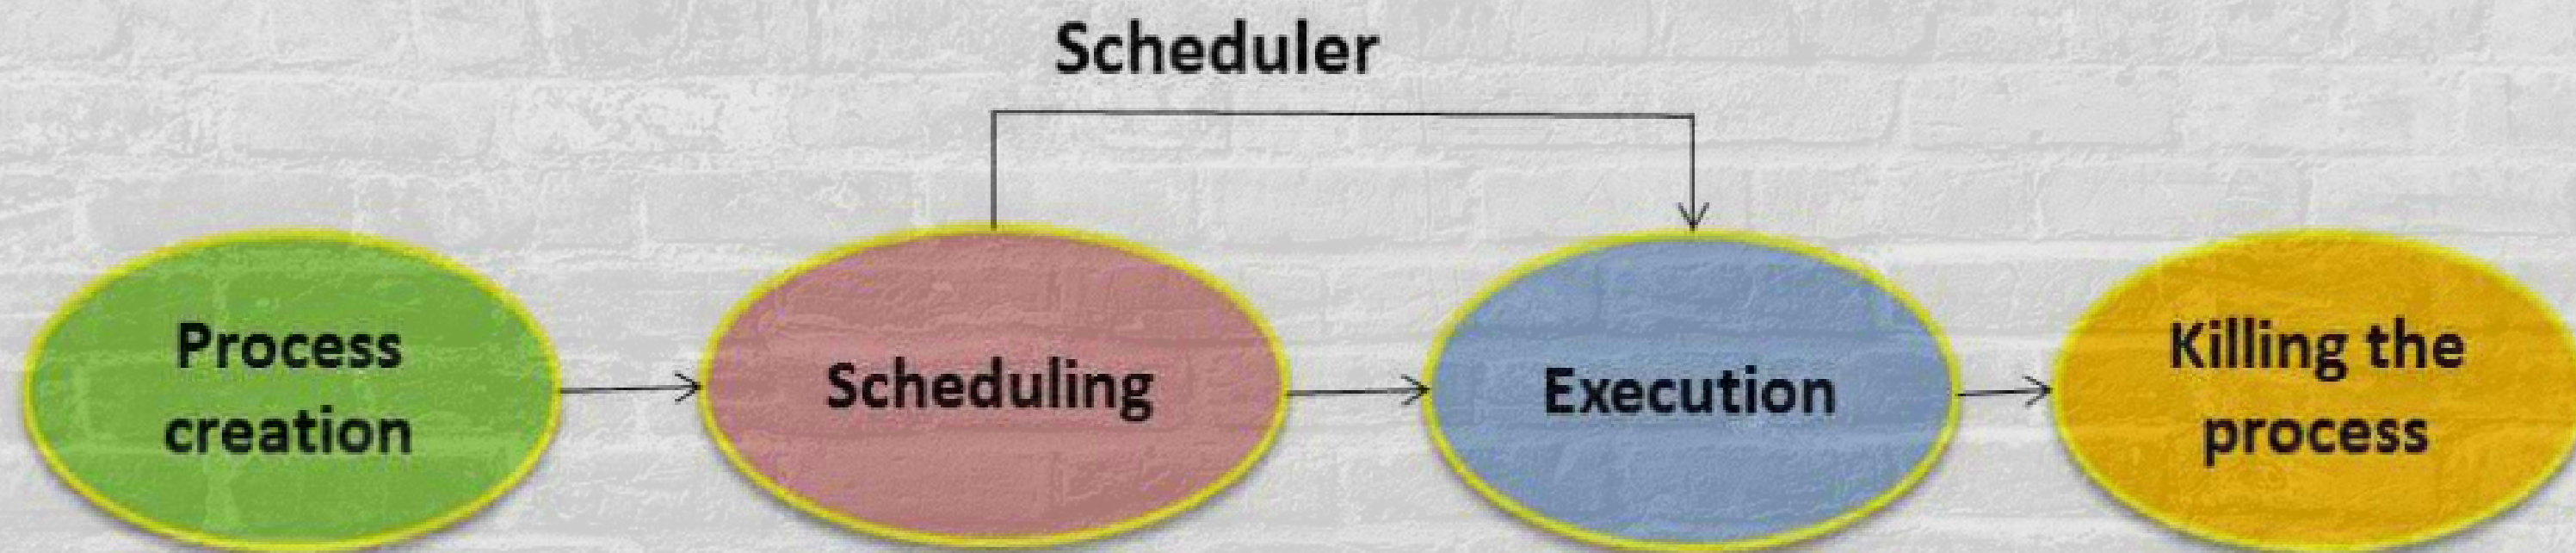 Scheduler
Process
creation
Scheduling
Execution
Killing the
process